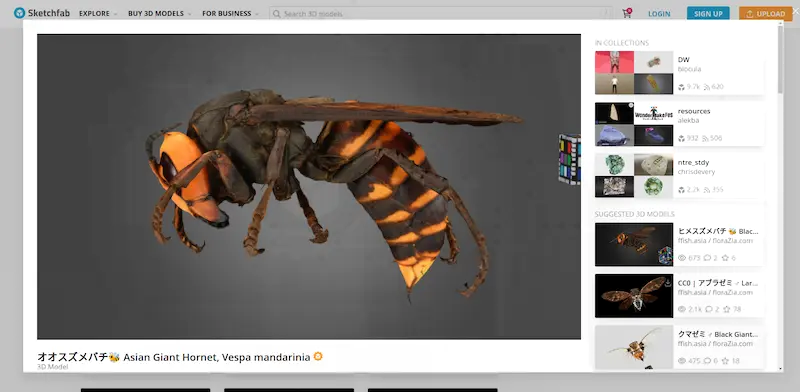 Sketchfab EXPLORE BUY 3D MODELS FOR BUSINESS Search 3D models LOGIN SIGN UP UPLOAD
IN COLLECTIONS
DW
biocula
9.7k 620
resources
alekba
932 506
ntre_stdy
chrisdevery
2.2k 355
SUGGESTED 3D MODELS
ヒメスズメバチ 🐝 Blac...
ffish.asia / floraZia.com
679 2 6
CC0 | アブラゼミ ♂ Lar...
ffish.asia / floraZia.com
2.1k 2 78
クマゼミ ♂ Black Giant...
ffish.asia / floraZia.com
475 6 18
オオスズメバチ🐝 Asian Giant Hornet, Vespa mandarinia
3D Model